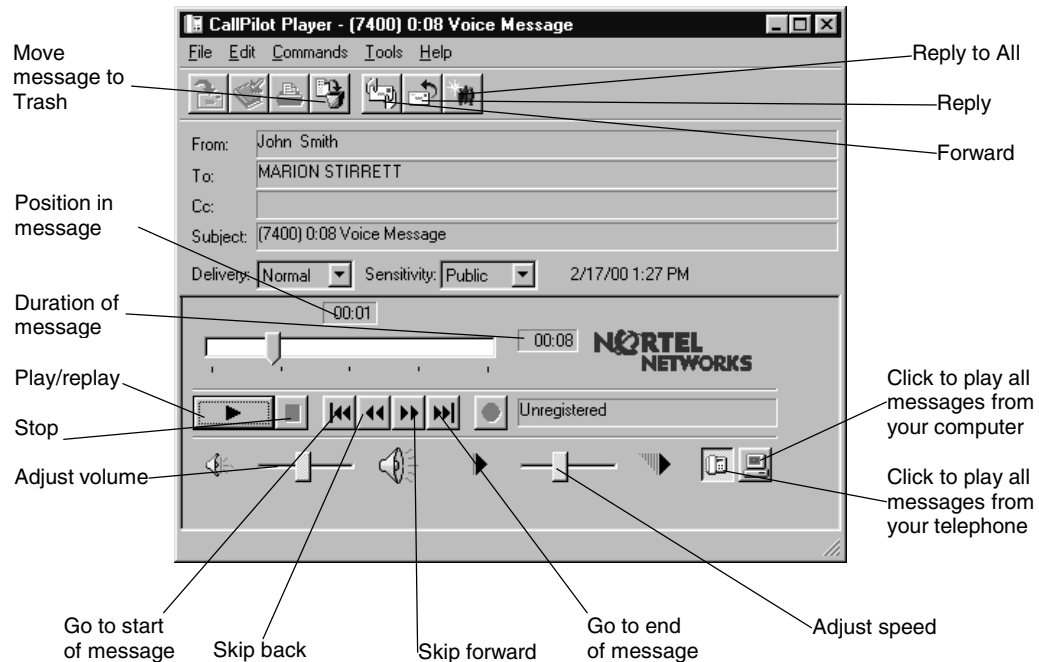 CallPilot Player - (7400) 0:08 Voice Message
File Edit Commands Tools Help
Move
message to
Trash
Reply to All
Reply
Forward
From: John Smith
To: MARION STIRRETT
Cc:
Subject: (7400) 0:08 Voice Message
Position in
message
Delivery: Normal Sensitivity: Public 2/17/00 1:27 PM
Duration of
message
00:01
00:08
NORTEL
NETWORKS
Play/replay
Stop
Unregistered
Click to play all
messages from
your computer
Adjust volume
Click to play all
messages from
your telephone
Go to start
of message
Skip back
Skip forward
Go to end
of message
Adjust speed